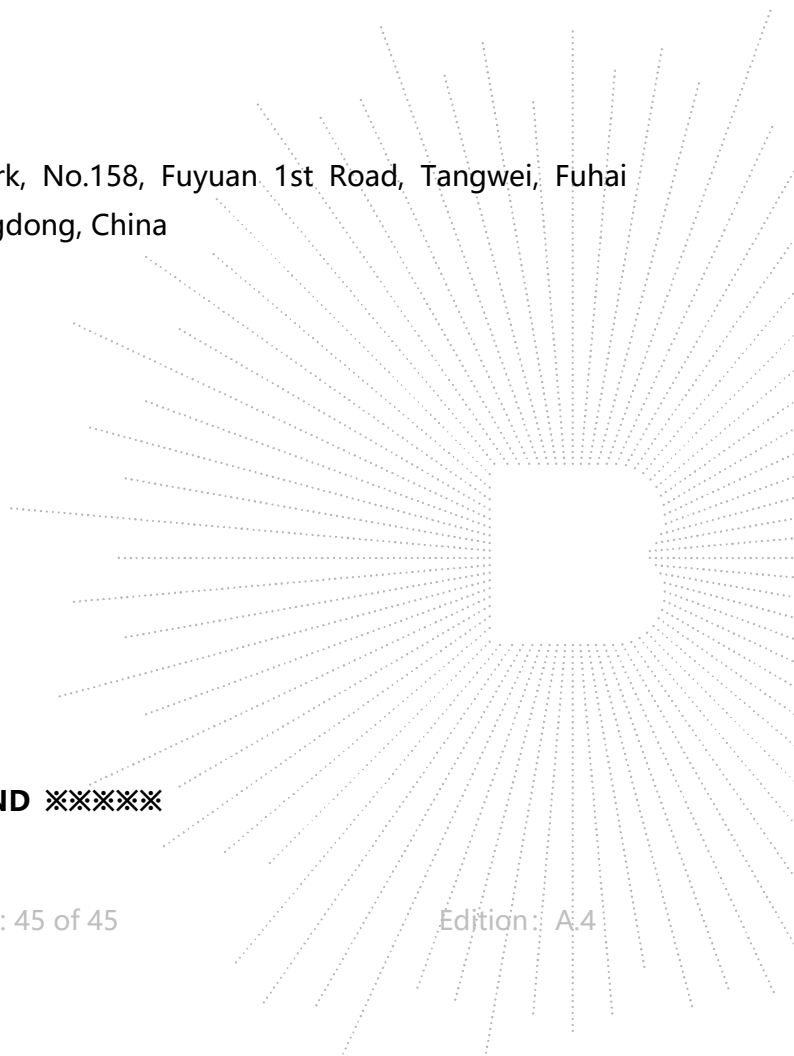 rk, No.158, Fuyuan 1st Road, Tangwei, Fuhai
gdong, China
ND ※※※※※
: 45 of 45 Edition：A.4